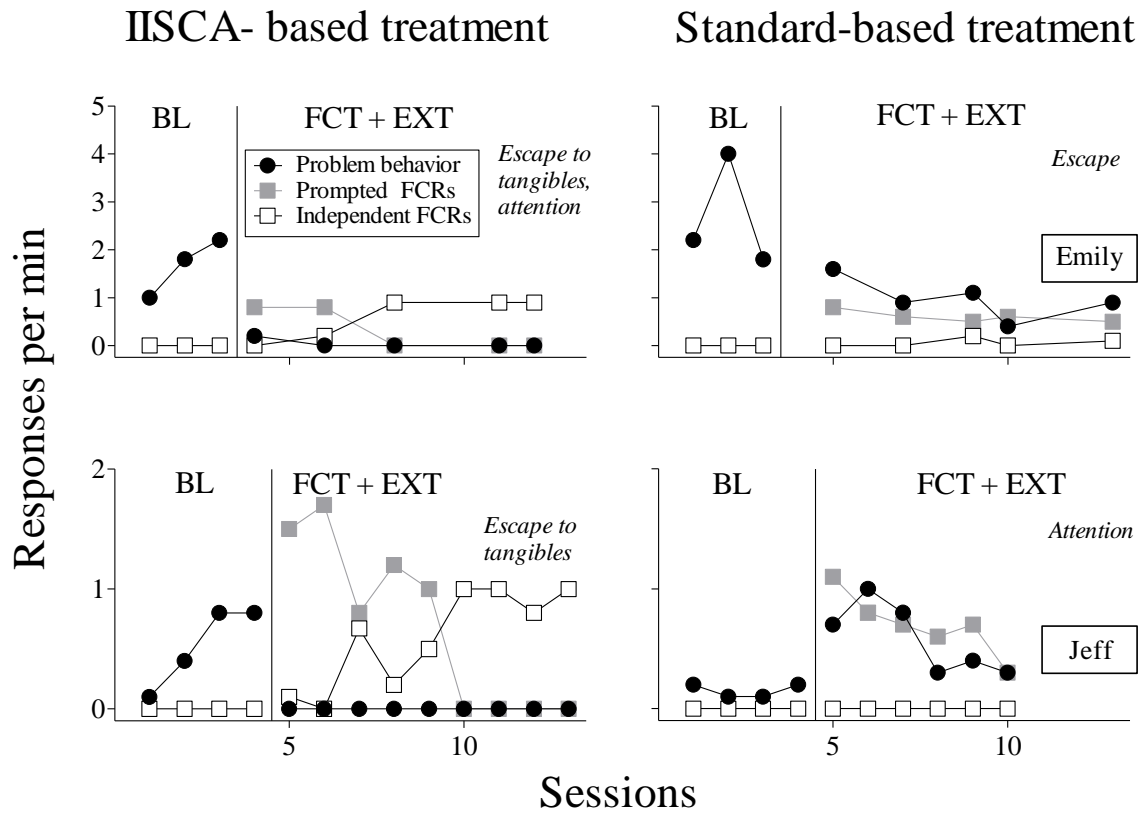 IISCA- based treatment
Standard-based treatment
5
4
3
2
1
0
BL
FCT + EXT
Problem behavior
Prompted FCRs
Independent FCRs
Escape to
tangibles,
attention
BL
FCT + EXT
Escape
Emily
Responses per min
2
1
0
BL
FCT + EXT
Escape to
tangibles
5
10
BL
FCT + EXT
Attention
Jeff
5
10
Sessions